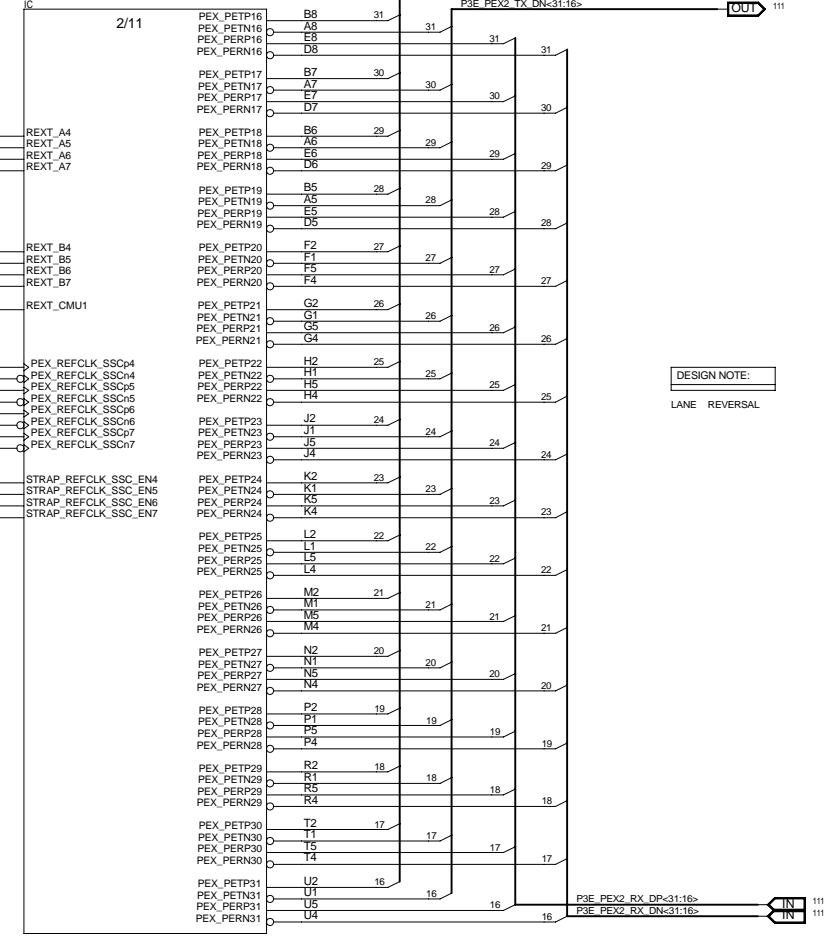 IC
2/11
P3E_PEX2_TX_DN<31:16>
OUT 111
PEX_PETP16 B8 31
PEX_PETN16 A8 31
PEX_PERP16 E8 31
PEX_PERN16 D8 31
PEX_PETP17 B7 30
PEX_PETN17 A7 30
PEX_PERP17 E7 30
PEX_PERN17 D7 30
REXT_A4 PEX_PETP18 B6 29
REXT_A5 PEX_PETN18 A6 29
REXT_A6 PEX_PERP18 E6 29
REXT_A7 PEX_PERN18 D6 29
PEX_PETP19 B5 28
PEX_PETN19 A5 28
PEX_PERP19 E5 28
PEX_PERN19 D5 28
REXT_B4 PEX_PETP20 F2 27
REXT_B5 PEX_PETN20 F1 27
REXT_B6 PEX_PERP20 F5 27
REXT_B7 PEX_PERN20 F4 27
REXT_CMU1 PEX_PETP21 G2 26
PEX_PETN21 G1 26
PEX_PERP21 G5 26
PEX_PERN21 G4 26
PEX_REFCLK_SSCp4 PEX_PETP22 H2 25
PEX_REFCLK_SSCn4 PEX_PETN22 H1 25
PEX_REFCLK_SSCp5 PEX_PERP22 H5 25
PEX_REFCLK_SSCn5 PEX_PERN22 H4 25
PEX_REFCLK_SSCp6
PEX_REFCLK_SSCn6 PEX_PETP23 J2 24
PEX_REFCLK_SSCp7 PEX_PETN23 J1 24
PEX_REFCLK_SSCn7 PEX_PERP23 J5 24
PEX_PERN23 J4 24
DESIGN NOTE:
LANE REVERSAL
STRAP_REFCLK_SSC_EN4 PEX_PETP24 K2 23
STRAP_REFCLK_SSC_EN5 PEX_PETN24 K1 23
STRAP_REFCLK_SSC_EN6 PEX_PERP24 K5 23
STRAP_REFCLK_SSC_EN7 PEX_PERN24 K4 23
PEX_PETP25 L2 22
PEX_PETN25 L1 22
PEX_PERP25 L5 22
PEX_PERN25 L4 22
PEX_PETP26 M2 21
PEX_PETN26 M1 21
PEX_PERP26 M5 21
PEX_PERN26 M4 21
PEX_PETP27 N2 20
PEX_PETN27 N1 20
PEX_PERP27 N5 20
PEX_PERN27 N4 20
PEX_PETP28 P2 19
PEX_PETN28 P1 19
PEX_PERP28 P5 19
PEX_PERN28 P4 19
PEX_PETP29 R2 18
PEX_PETN29 R1 18
PEX_PERP29 R5 18
PEX_PERN29 R4 18
PEX_PETP30 T2 17
PEX_PETN30 T1 17
PEX_PERP30 T5 17
PEX_PERN30 T4 17
PEX_PETP31 U2 16
PEX_PETN31 U1 16
PEX_PERP31 U5 16
PEX_PERN31 U4 16
P3E_PEX2_RX_DP<31:16> IN 111
P3E_PEX2_RX_DN<31:16> IN 111